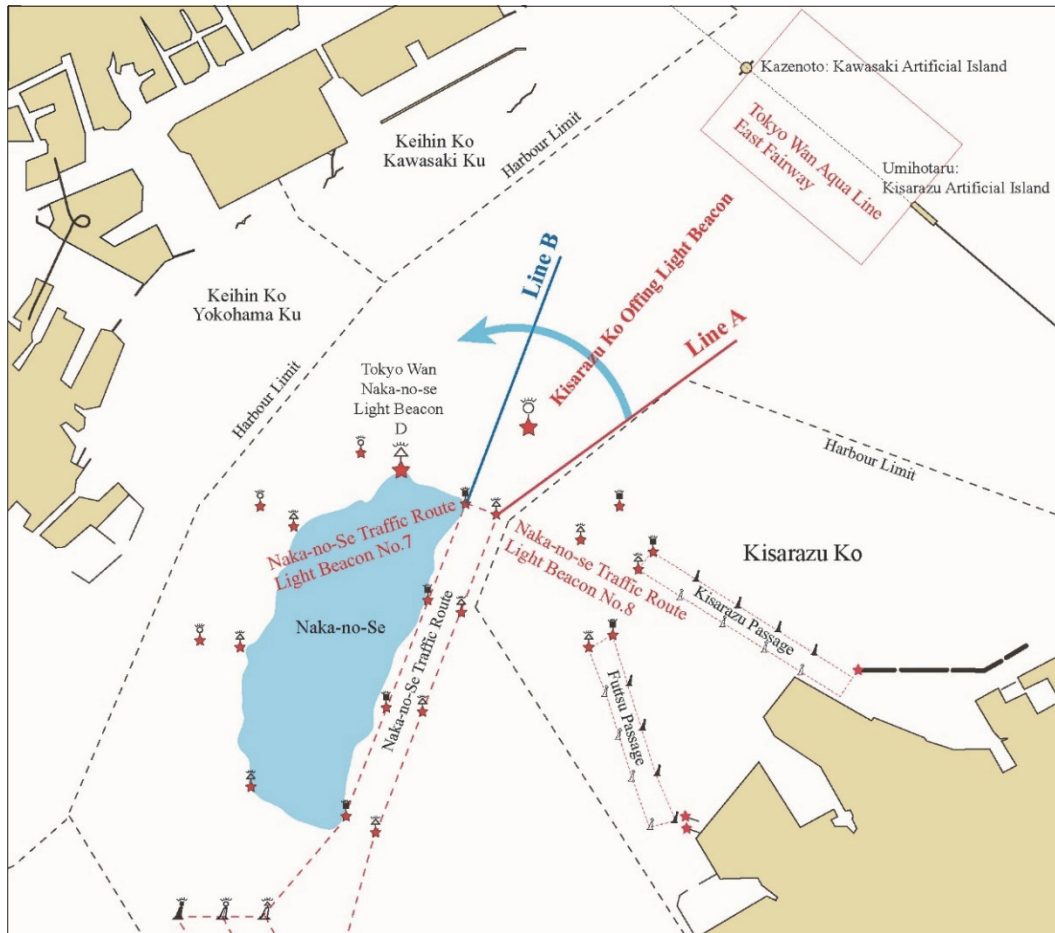 Kazenoto: Kawasaki Artificial Island
Tokyo Wan Aqua Line
East Fairway
Keihin Ko
Kawasaki Ku
Harbour Limit
Umihotaru:
Kisarazu Artificial Island
Kisarazu Ko Offing Light Beacon
Line B
Keihin Ko
Yokohama Ku
Line A
Tokyo Wan
Naka-no-se
Light Beacon
D
Harbour Limit
Harbour Limit
Naka-no-Se Traffic Route
Light Beacon No.7
Naka-no-se Traffic Route
Light Beacon No.8
Kisarazu Ko
Naka-no-Se
Kisarazu Passage
Naka-no-Se Traffic Route
Futtsu Passage